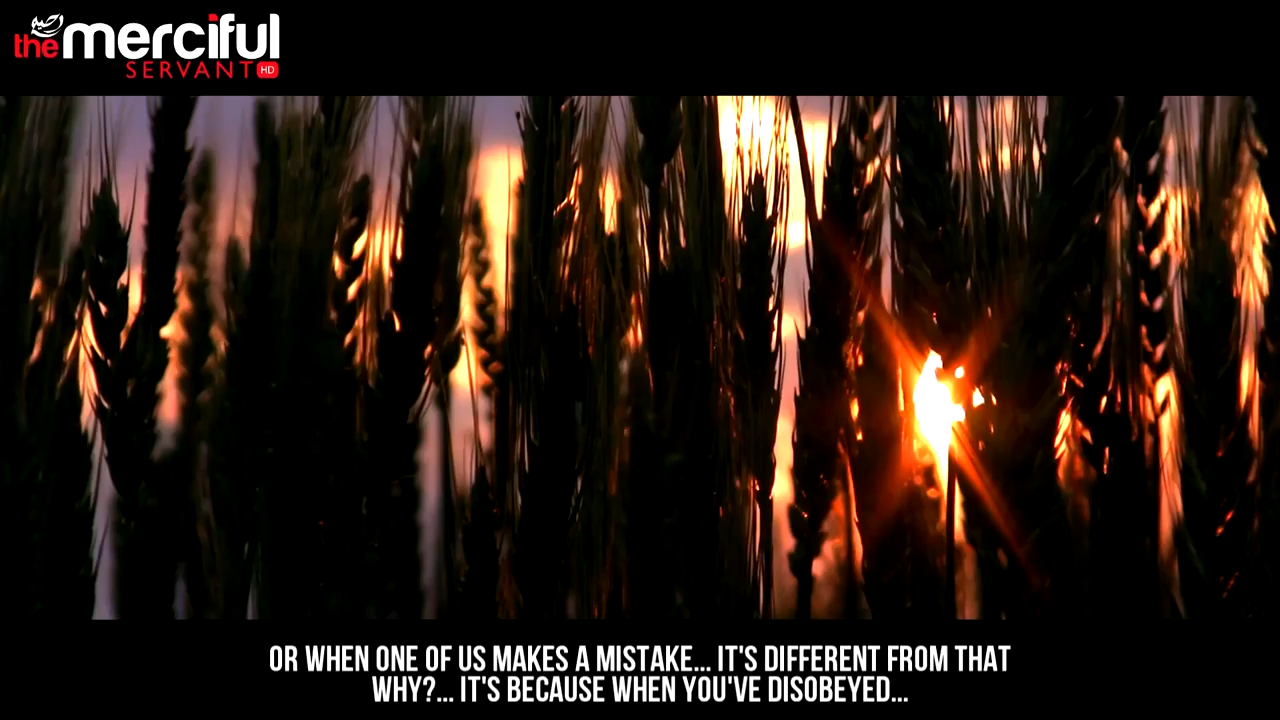 the merciful
SERVANT HD
OR WHEN ONE OF US MAKES A MISTAKE... IT'S DIFFERENT FROM THAT
WHY?... IT'S BECAUSE WHEN YOU'VE DISOBEYED...